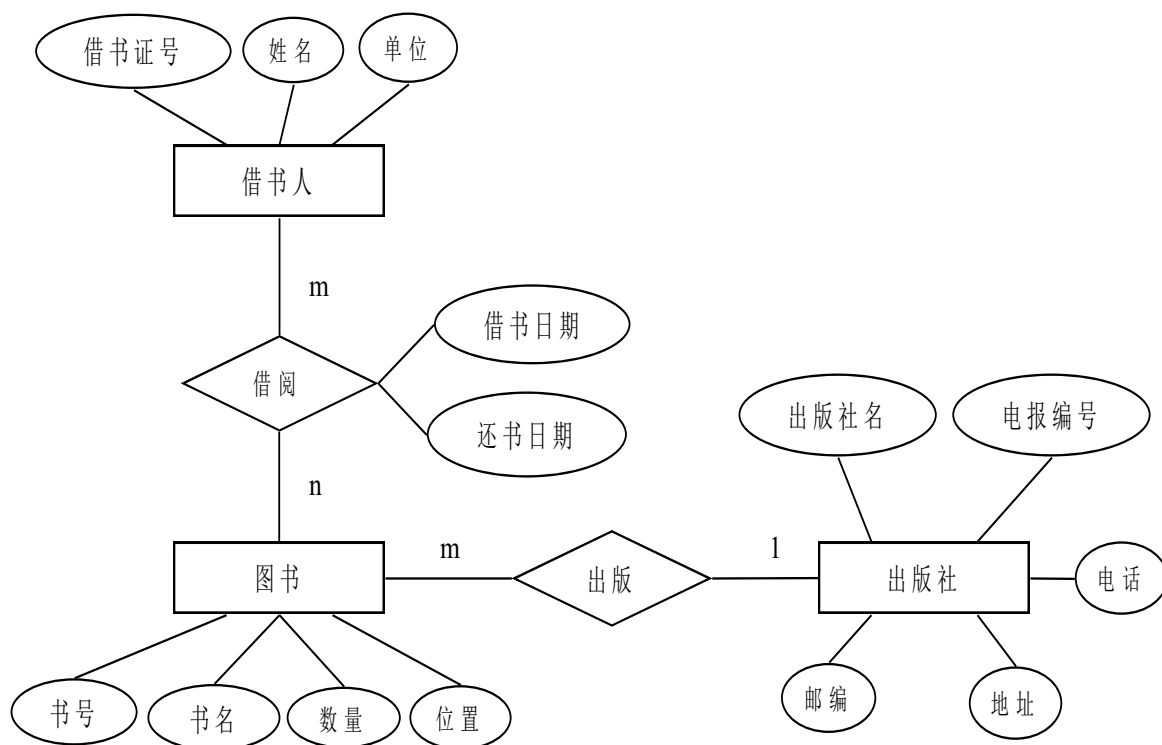 借书证号
姓名
单位
借书人
m
借书日期
借阅
还书日期
出版社名
电报编号
n
图书
m
出版
1
出版社
电话
书号
书名
数量
位置
邮编
地址